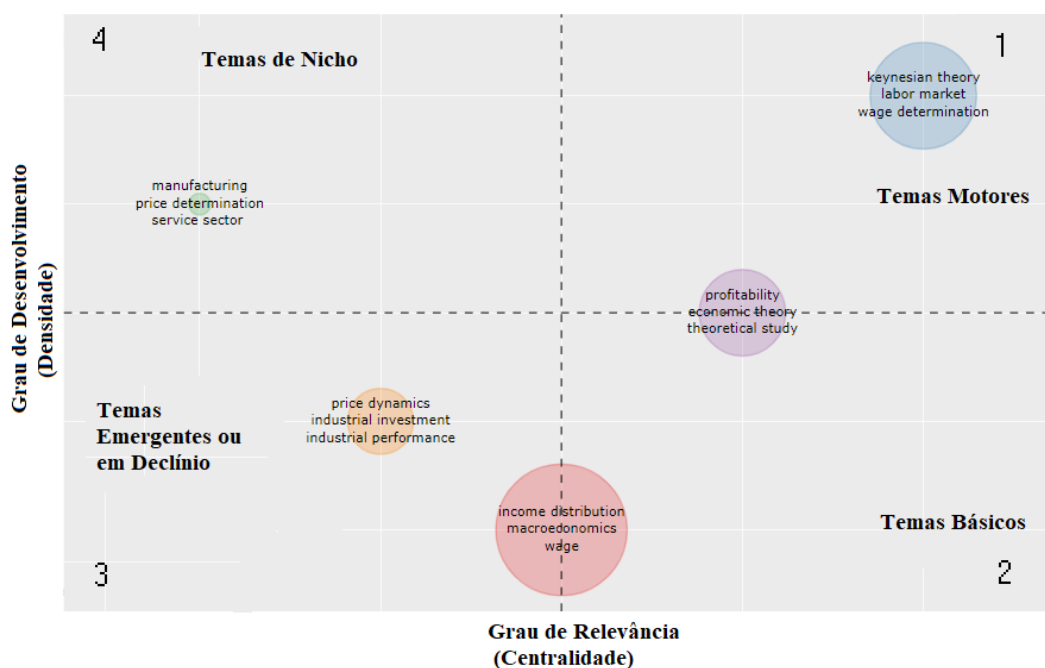 4
Temas de Nicho
1
keynesian theory
labor market
wage determination
manufacturing
price determination
service sector
Temas Motores
profitability
economic theory
theoretical study
Grau de Desenvolvimento
(Densidade)
price dynamics
industrial investment
industrial performance
Temas
Emergentes ou
em Declínio
income distribution
macroeconomics
wage
Temas Básicos
3
2
Grau de Relevância
(Centralidade)